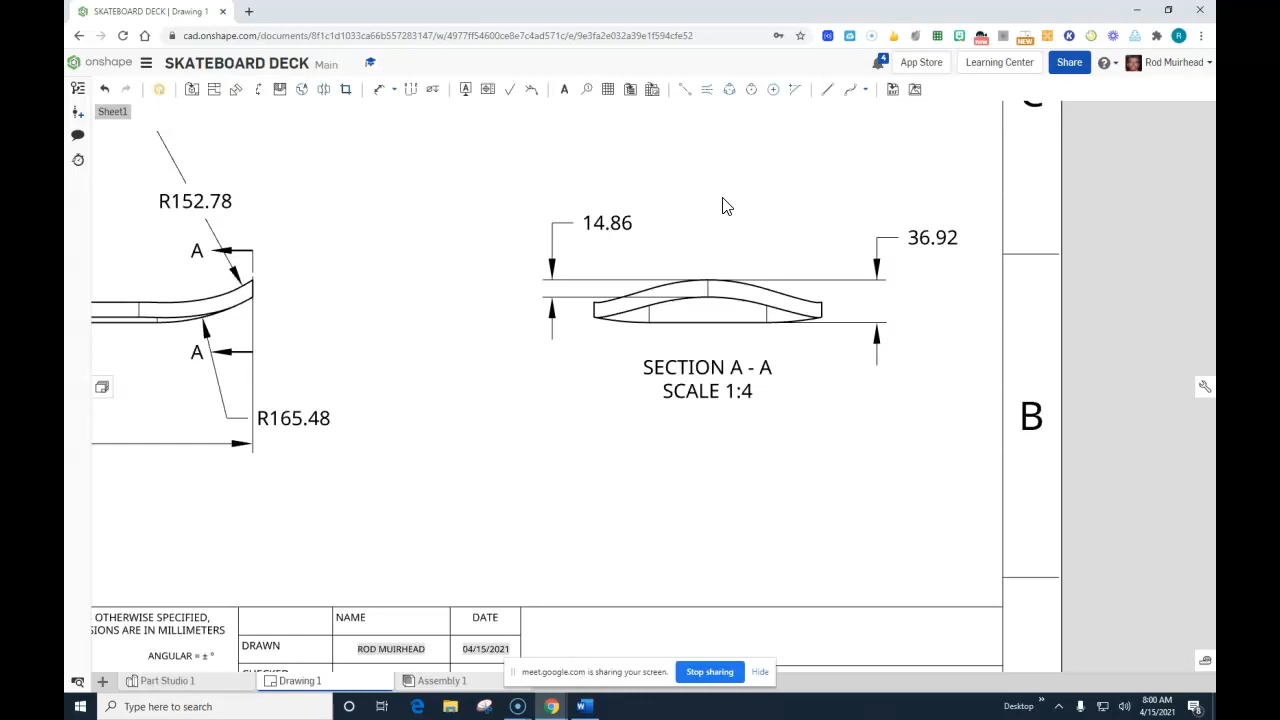 SKATEBOARD DECK | Drawing 1
cad.onshape.com/documents/8f1c1d1033ca66b557283147/w/4977ff54600ce8e7c4ad571c/e/9e3fa2e032a39e1f594cfe52
onshape
SKATEBOARD DECK Main
4
App Store
Learning Center
Share
Rod Muirhead
Sheet1
C
R152.78
A
A
R165.48
14.86
36.92
SECTION A - A
SCALE 1:4
B
OTHERWISE SPECIFIED,
SIONS ARE IN MILLIMETERS
ANGULAR = ± °
NAME
DATE
DRAWN
ROD MUIRHEAD
04/15/2021
CHECKED
meet.google.com is sharing your screen.
Stop sharing
Hide
Part Studio 1
Drawing 1
Assembly 1
Type here to search
Desktop
8:00 AM
4/15/2021